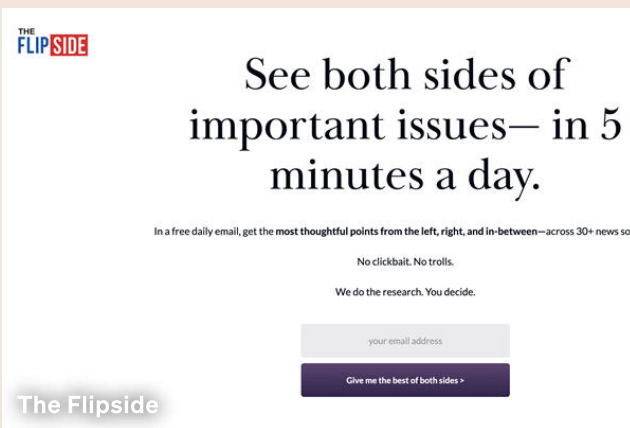 THE
FLIP SIDE
See both sides of
important issues— in 5
minutes a day.
In a free daily email, get the most thoughtful points from the left, right, and in-between—across 30+ news so
No clickbait. No trolls.
We do the research. You decide.
your email address
Give me the best of both sides >
The Flipside